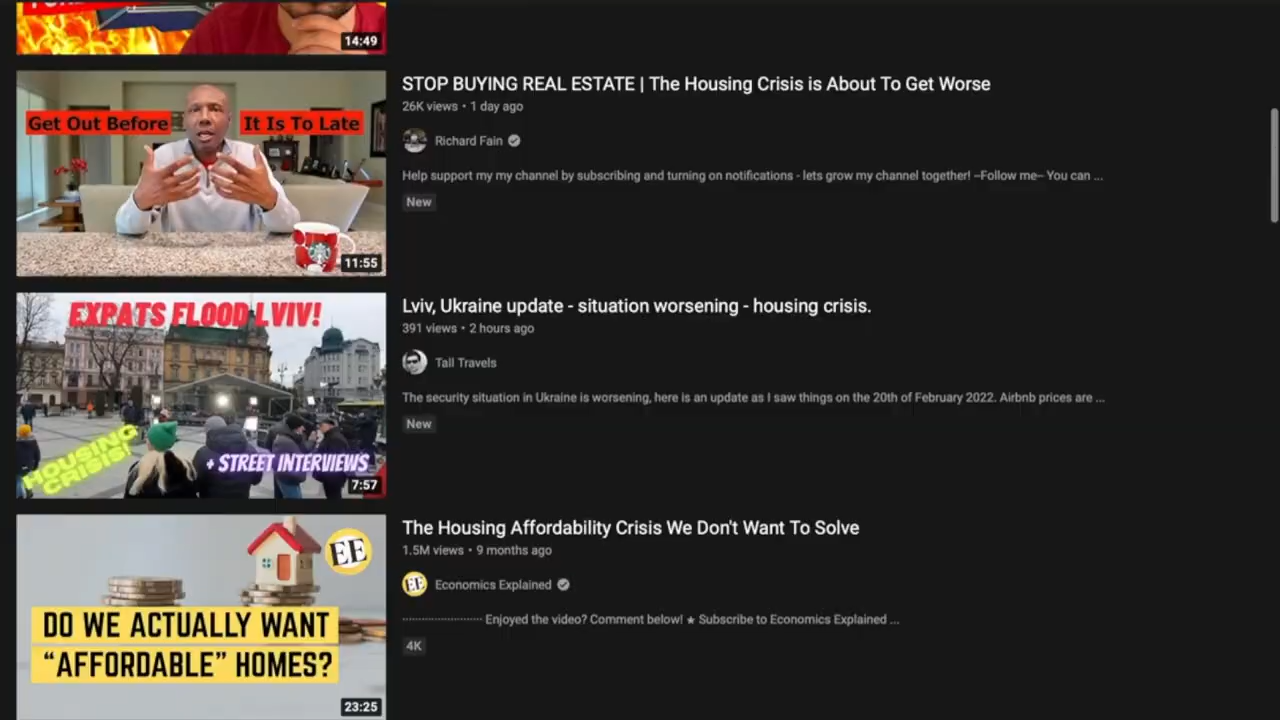 14:49
Get Out Before
It Is To Late
11:55
STOP BUYING REAL ESTATE | The Housing Crisis is About To Get Worse
26K views • 1 day ago
Richard Fain
Help support my my channel by subscribing and turning on notifications - lets grow my channel together! --Follow me-- You can ...
New
EXPATS FLOOD LVIV!
HOUSING
CRISIS!
+ STREET INTERVIEWS
7:57
Lviv, Ukraine update - situation worsening - housing crisis.
391 views • 2 hours ago
Tall Travels
The security situation in Ukraine is worsening, here is an update as I saw things on the 20th of February 2022. Airbnb prices are ...
New
EE
DO WE ACTUALLY WANT
“AFFORDABLE” HOMES?
23:25
The Housing Affordability Crisis We Don't Want To Solve
1.5M views • 9 months ago
EE
Economics Explained
Enjoyed the video? Comment below! ★ Subscribe to Economics Explained ...
4K